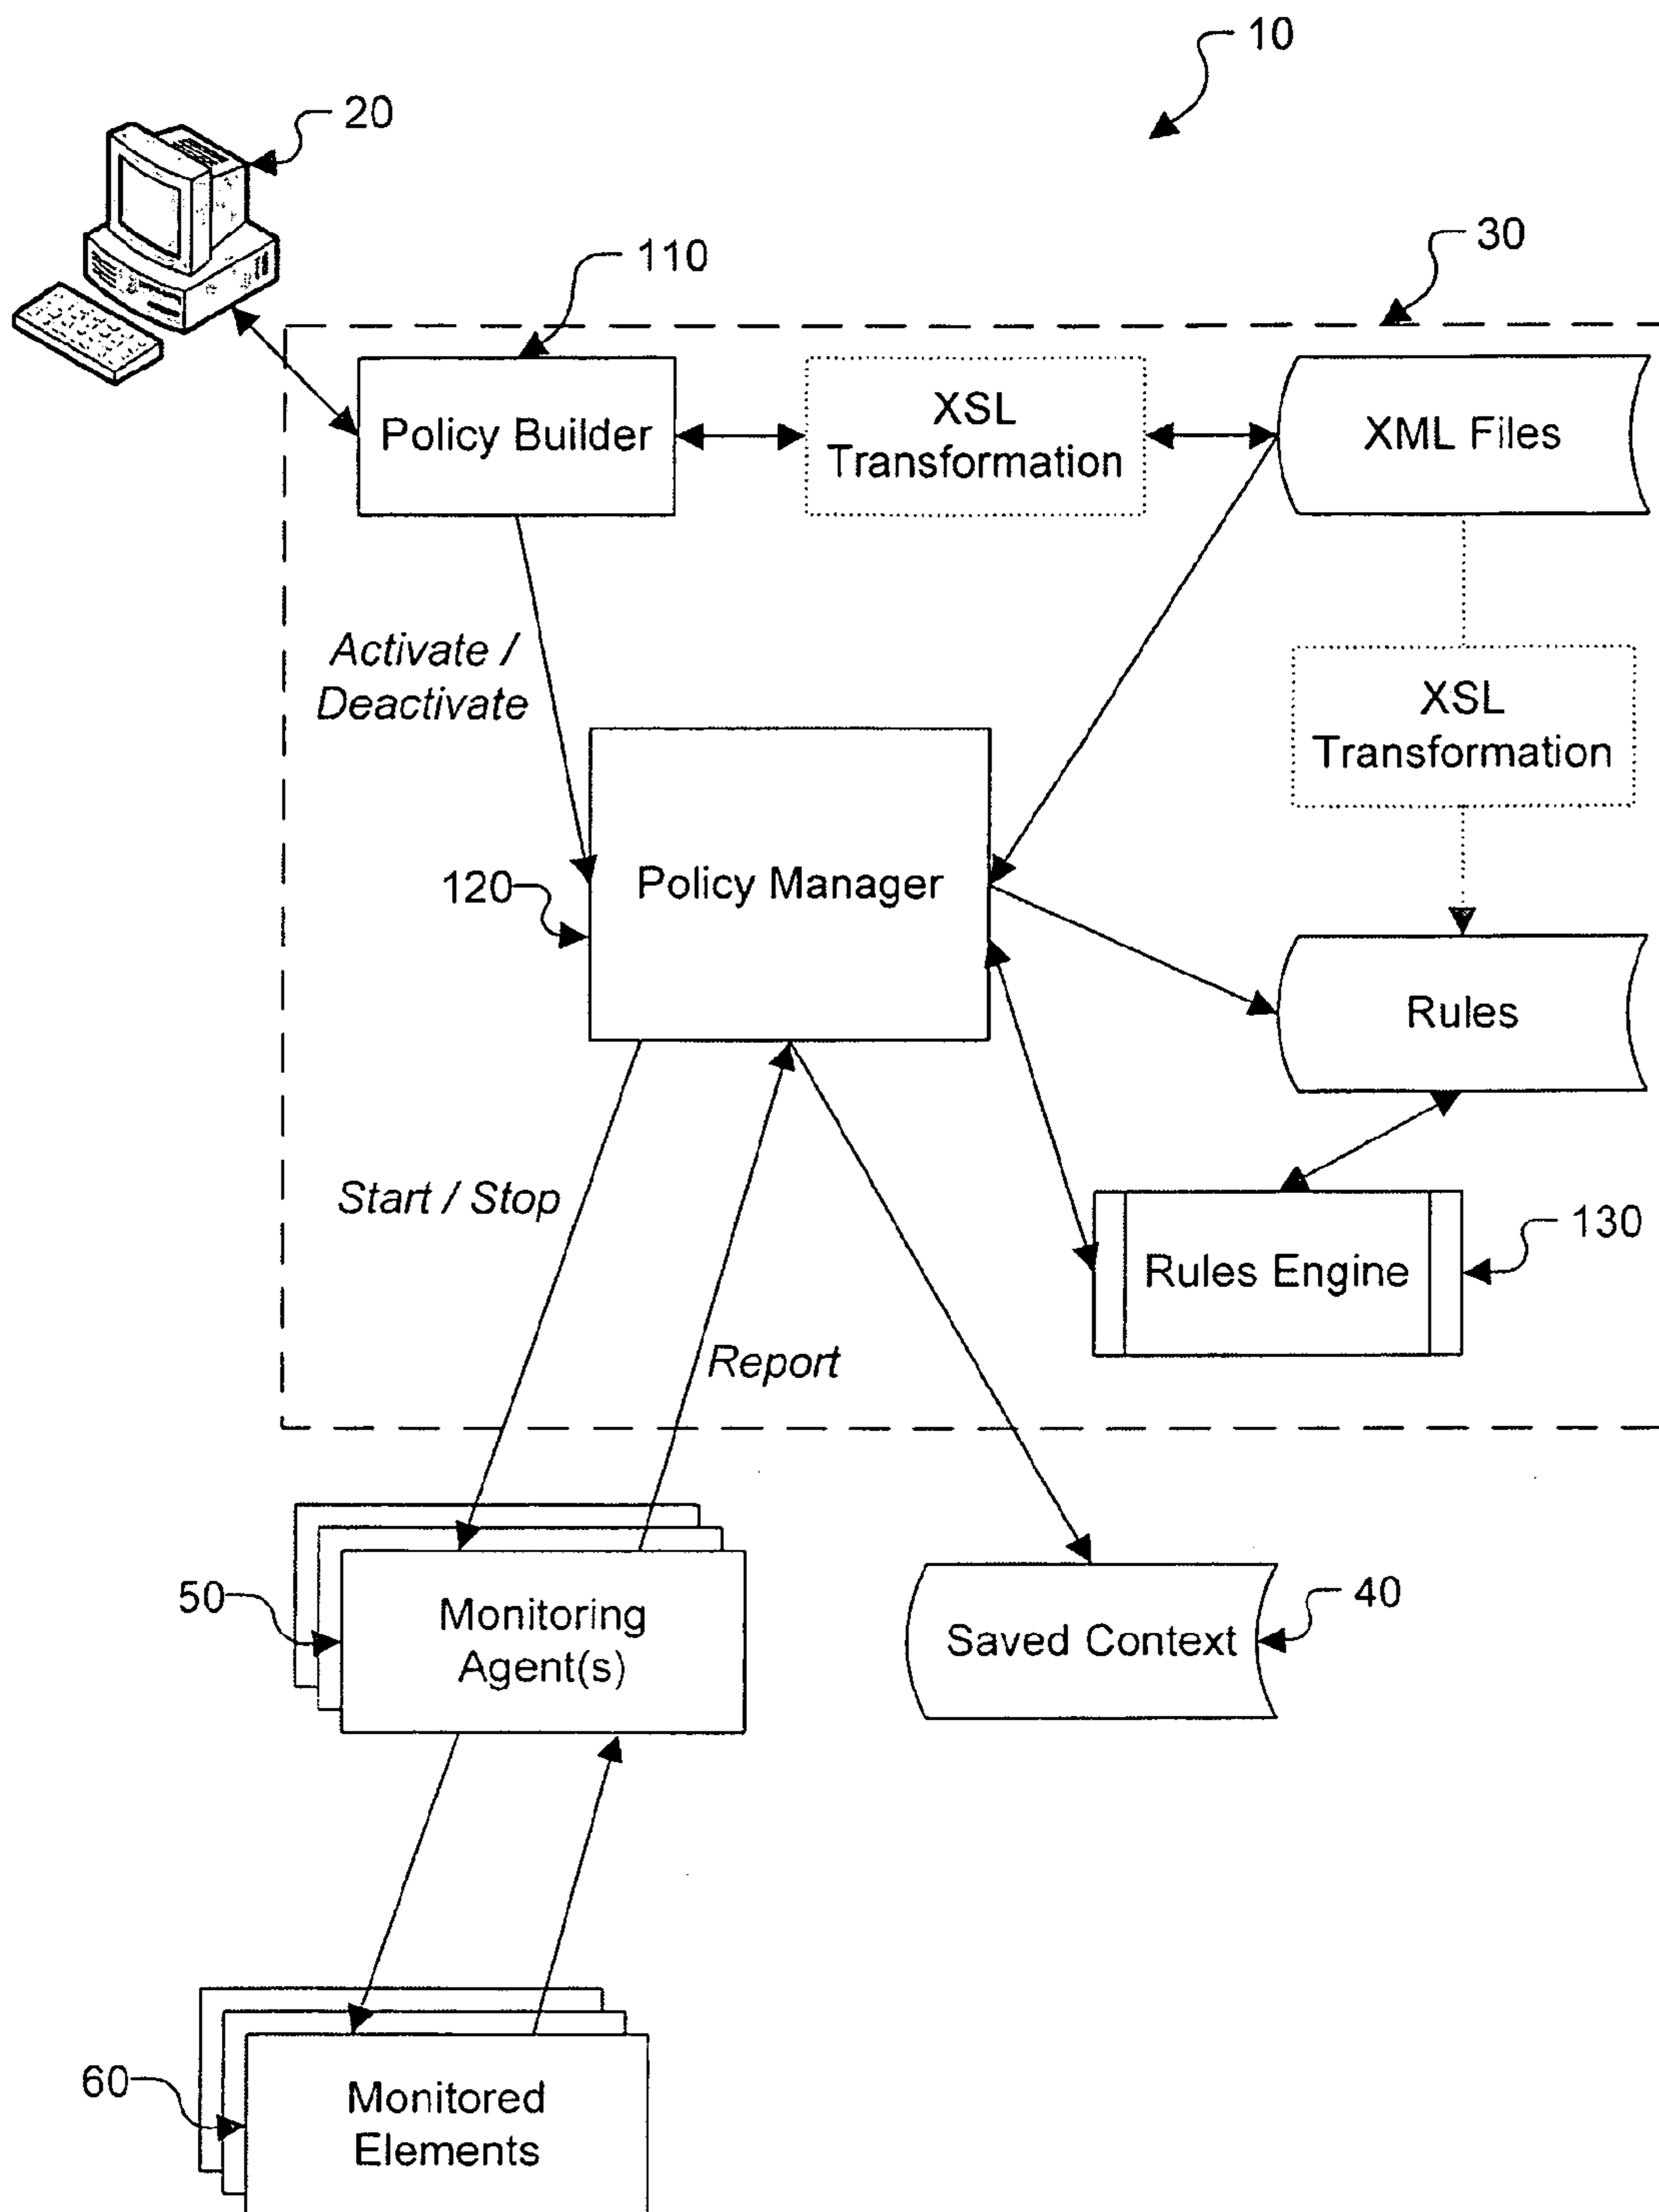 10
20
110
30
Policy Builder
XSL
Transformation
XML Files
Activate /
Deactivate
XSL
Transformation
120
Policy Manager
Rules
Start / Stop
130
Rules Engine
Report
50
Monitoring
Agent(s)
40
Saved Context
60
Monitored
Elements